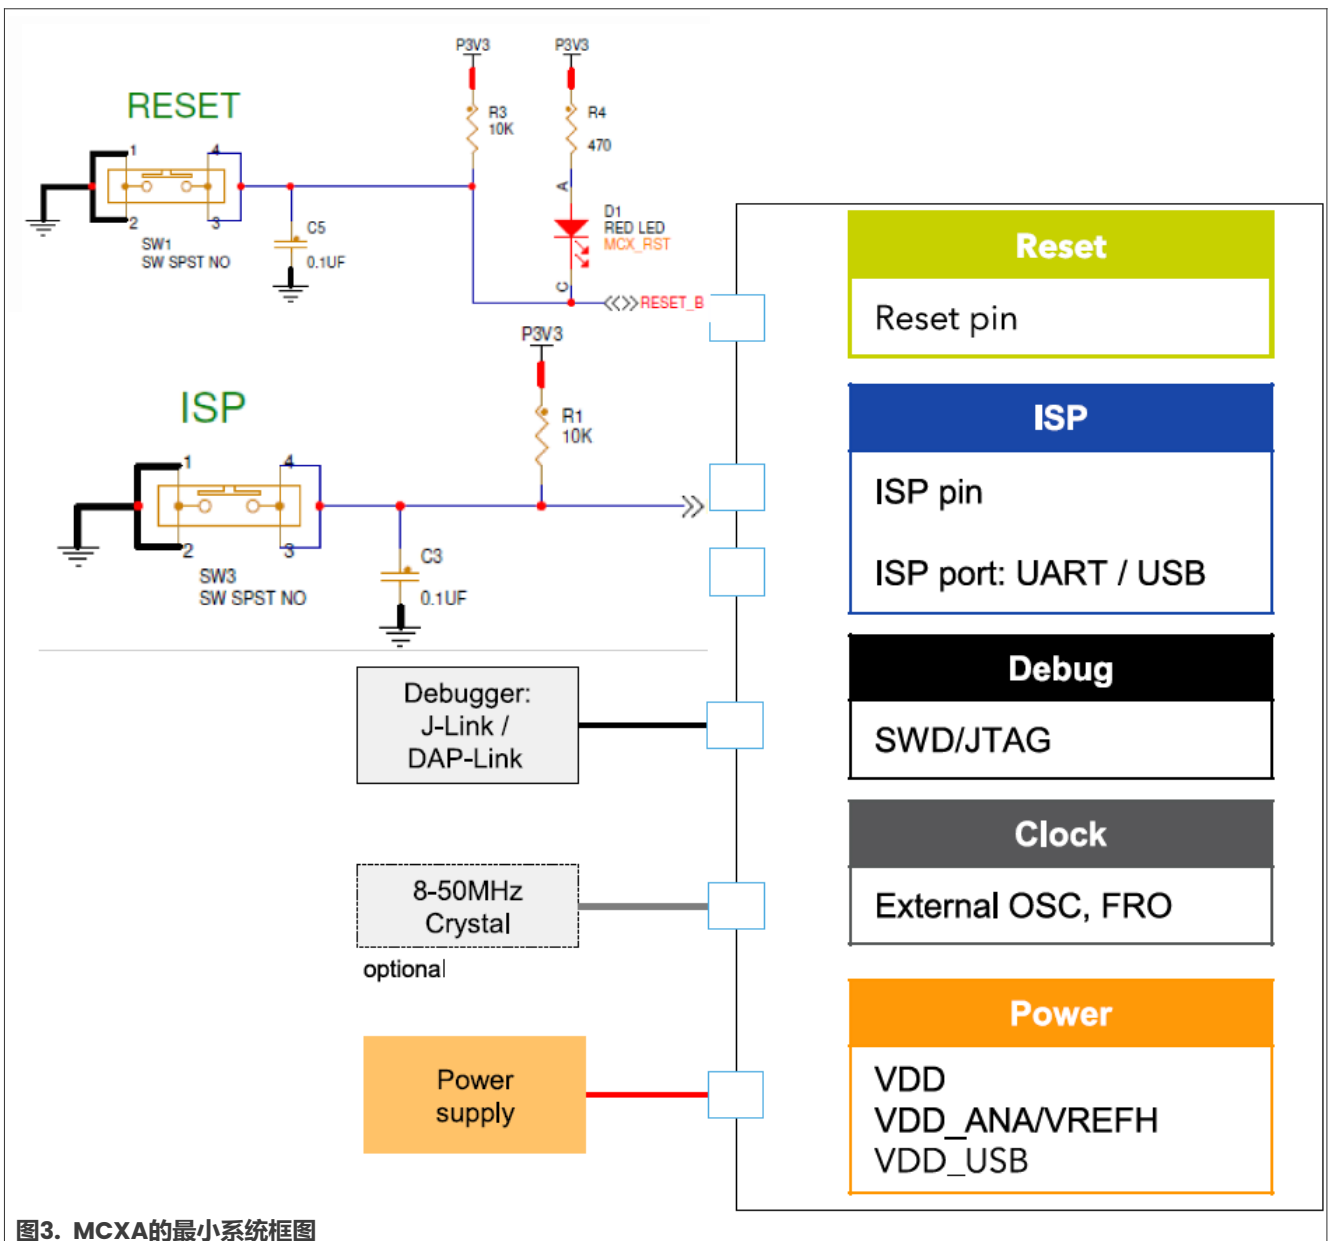 P3V3
P3V3
RESET
R3
10K
R4
470
1
4
2
3
A
SW1
SW SPST NO
C5
0.1UF
D1
RED LED
MCX_RST
C
RESET_B
Reset
Reset pin
P3V3
ISP
R1
10K
1
4
2
3
SW3
SW SPST NO
C3
0.1UF
ISP
ISP pin
ISP port: UART / USB
Debugger:
J-Link /
DAP-Link
Debug
SWD/JTAG
8-50MHz
Crystal
optional
Clock
External OSC, FRO
Power
supply
Power
VDD
VDD_ANA/VREFH
VDD_USB
图3. MCXA的最小系统框图